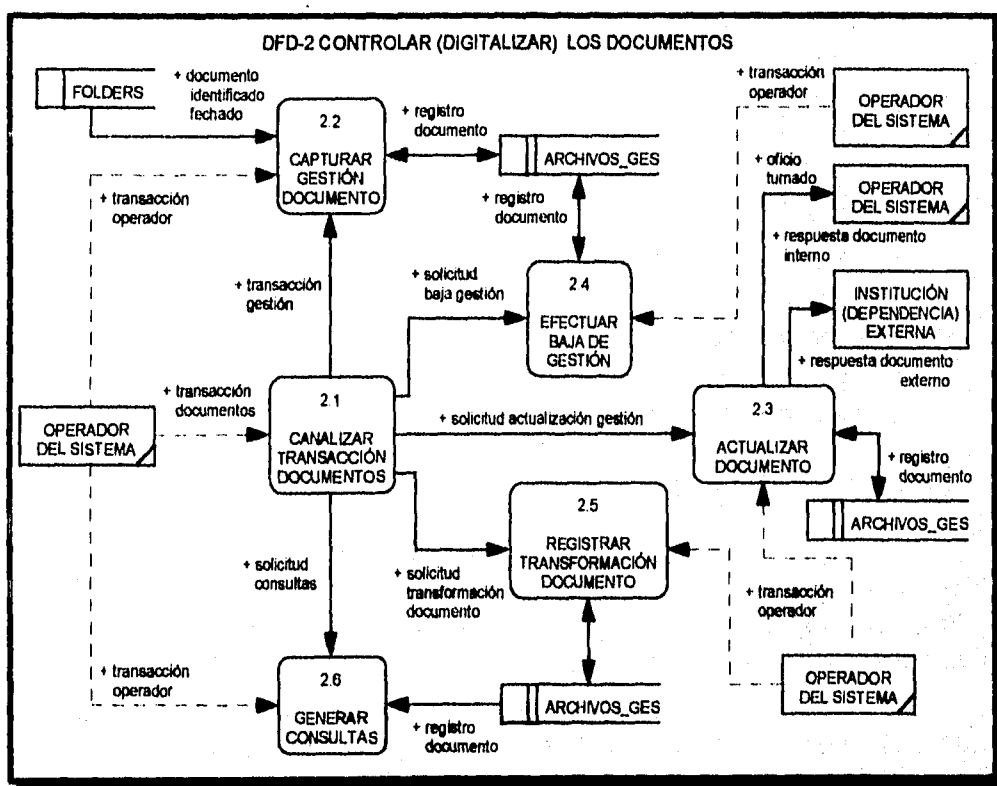 DFD-2 CONTROLAR (DIGITALIZAR) LOS DOCUMENTOS
FOLDERS
+ documento
identificado
fechado
2.2
CAPTURAR
GESTIÓN
DOCUMENTO
+ registro
documento
ARCHIVOS_GES
+ registro
documento
+ transacción
operador
OPERADOR
DEL SISTEMA
+ oficio
turnado
OPERADOR
DEL SISTEMA
+ respuesta documento
interno
INSTITUCIÓN
(DEPENDENCIA)
EXTERNA
+ respuesta documento
externo
+ transacción
operador
+ transacción
gestión
+ solicitud
baja gestión
2.4
EFECTUAR
BAJA DE
GESTIÓN
OPERADOR
DEL SISTEMA
+ transacción
documentos
2.1
CANALIZAR
TRANSACCIÓN
DOCUMENTOS
+ solicitud actualización gestión
2.3
ACTUALIZAR
DOCUMENTO
+ registro
documento
ARCHIVOS_GES
+ solicitud
consultas
+ solicitud
transformación
documento
2.5
REGISTRAR
TRANSFORMACIÓN
DOCUMENTO
+ transacción
operador
OPERADOR
DEL SISTEMA
+ transacción
operador
2.6
GENERAR
CONSULTAS
+ registro
documento
ARCHIVOS_GES